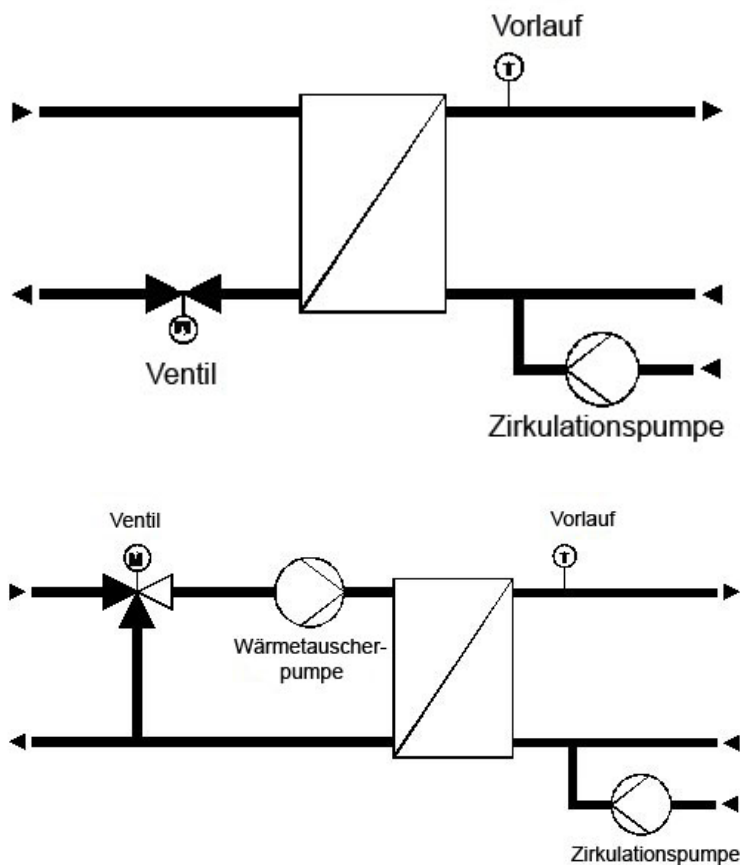 Vorlauf
T
M
Ventil
Zirkulationspumpe
Ventil
Vorlauf
M
T
Wärmetauscher-
pumpe
Zirkulationspumpe